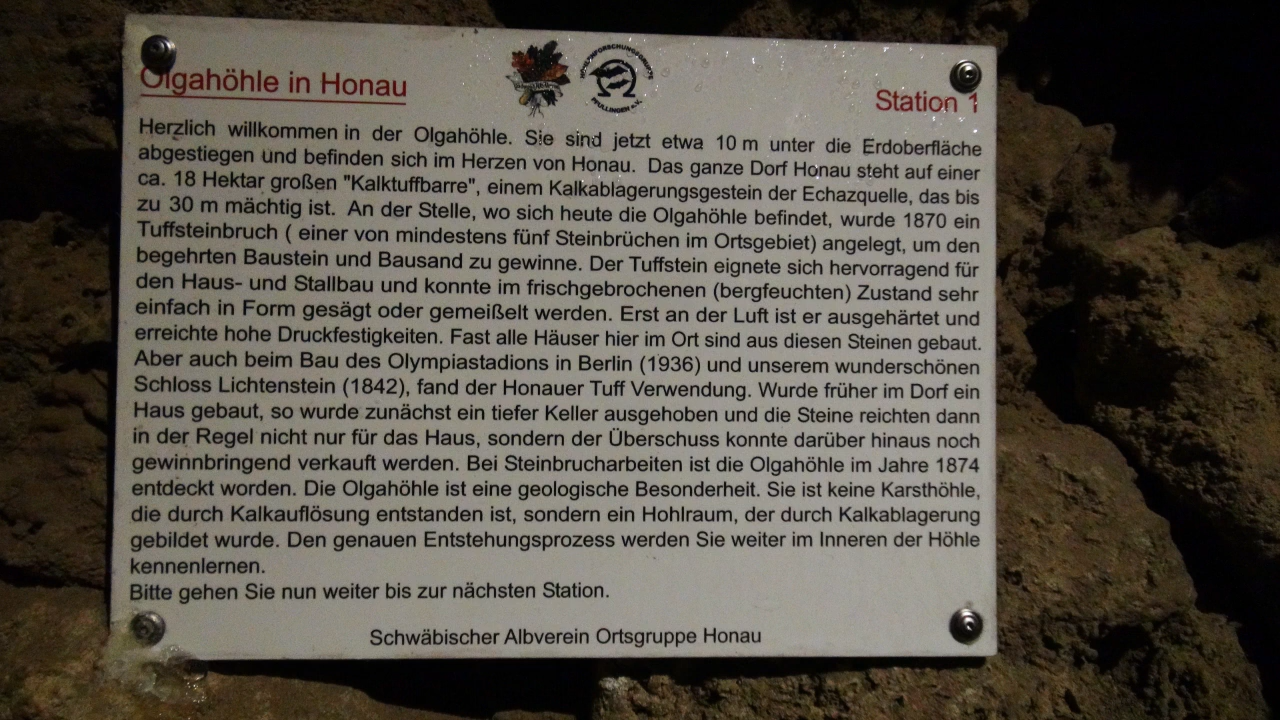 Olgahöhle in Honau
HÖHLENFORSCHUNGSGRUPPE
PFULLINGEN e.V.
Station 1
Herzlich willkommen in der Olgahöhle. Sie sind jetzt etwa 10 m unter die Erdoberfläche
abgestiegen und befinden sich im Herzen von Honau. Das ganze Dorf Honau steht auf einer
ca. 18 Hektar großen "Kalktuffbarre", einem Kalkablagerungsgestein der Echazquelle, das bis
zu 30 m mächtig ist. An der Stelle, wo sich heute die Olgahöhle befindet, wurde 1870 ein
Tuffsteinbruch ( einer von mindestens fünf Steinbrüchen im Ortsgebiet) angelegt, um den
begehrten Baustein und Bausand zu gewinne. Der Tuffstein eignete sich hervorragend für
den Haus- und Stallbau und konnte im frischgebrochenen (bergfeuchten) Zustand sehr
einfach in Form gesägt oder gemeißelt werden. Erst an der Luft ist er ausgehärtet und
erreichte hohe Druckfestigkeiten. Fast alle Häuser hier im Ort sind aus diesen Steinen gebaut.
Aber auch beim Bau des Olympiastadions in Berlin (1936) und unserem wunderschönen
Schloss Lichtenstein (1842), fand der Honauer Tuff Verwendung. Wurde früher im Dorf ein
Haus gebaut, so wurde zunächst ein tiefer Keller ausgehoben und die Steine reichten dann
in der Regel nicht nur für das Haus, sondern der Überschuss konnte darüber hinaus noch
gewinnbringend verkauft werden. Bei Steinbrucharbeiten ist die Olgahöhle im Jahre 1874
entdeckt worden. Die Olgahöhle ist eine geologische Besonderheit. Sie ist keine Karsthöhle,
die durch Kalkauflösung entstanden ist, sondern ein Hohlraum, der durch Kalkablagerung
gebildet wurde. Den genauen Entstehungsprozess werden Sie weiter im Inneren der Höhle
kennenlernen.
Bitte gehen Sie nun weiter bis zur nächsten Station.
Schwäbischer Albverein Ortsgruppe Honau